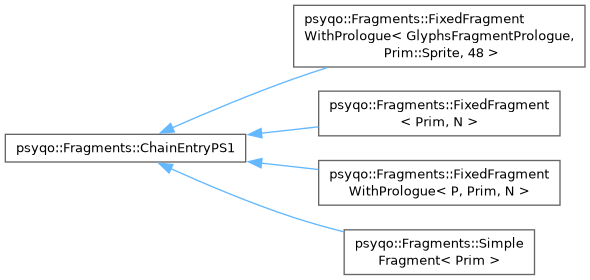 psyqo::Fragments::FixedFragment
WithPrologue< GlyphsFragmentPrologue,
Prim::Sprite, 48 >
psyqo::Fragments::FixedFragment
< Prim, N >
psyqo::Fragments::ChainEntryPS1
psyqo::Fragments::FixedFragment
WithPrologue< P, Prim, N >
psyqo::Fragments::Simple
Fragment< Prim >